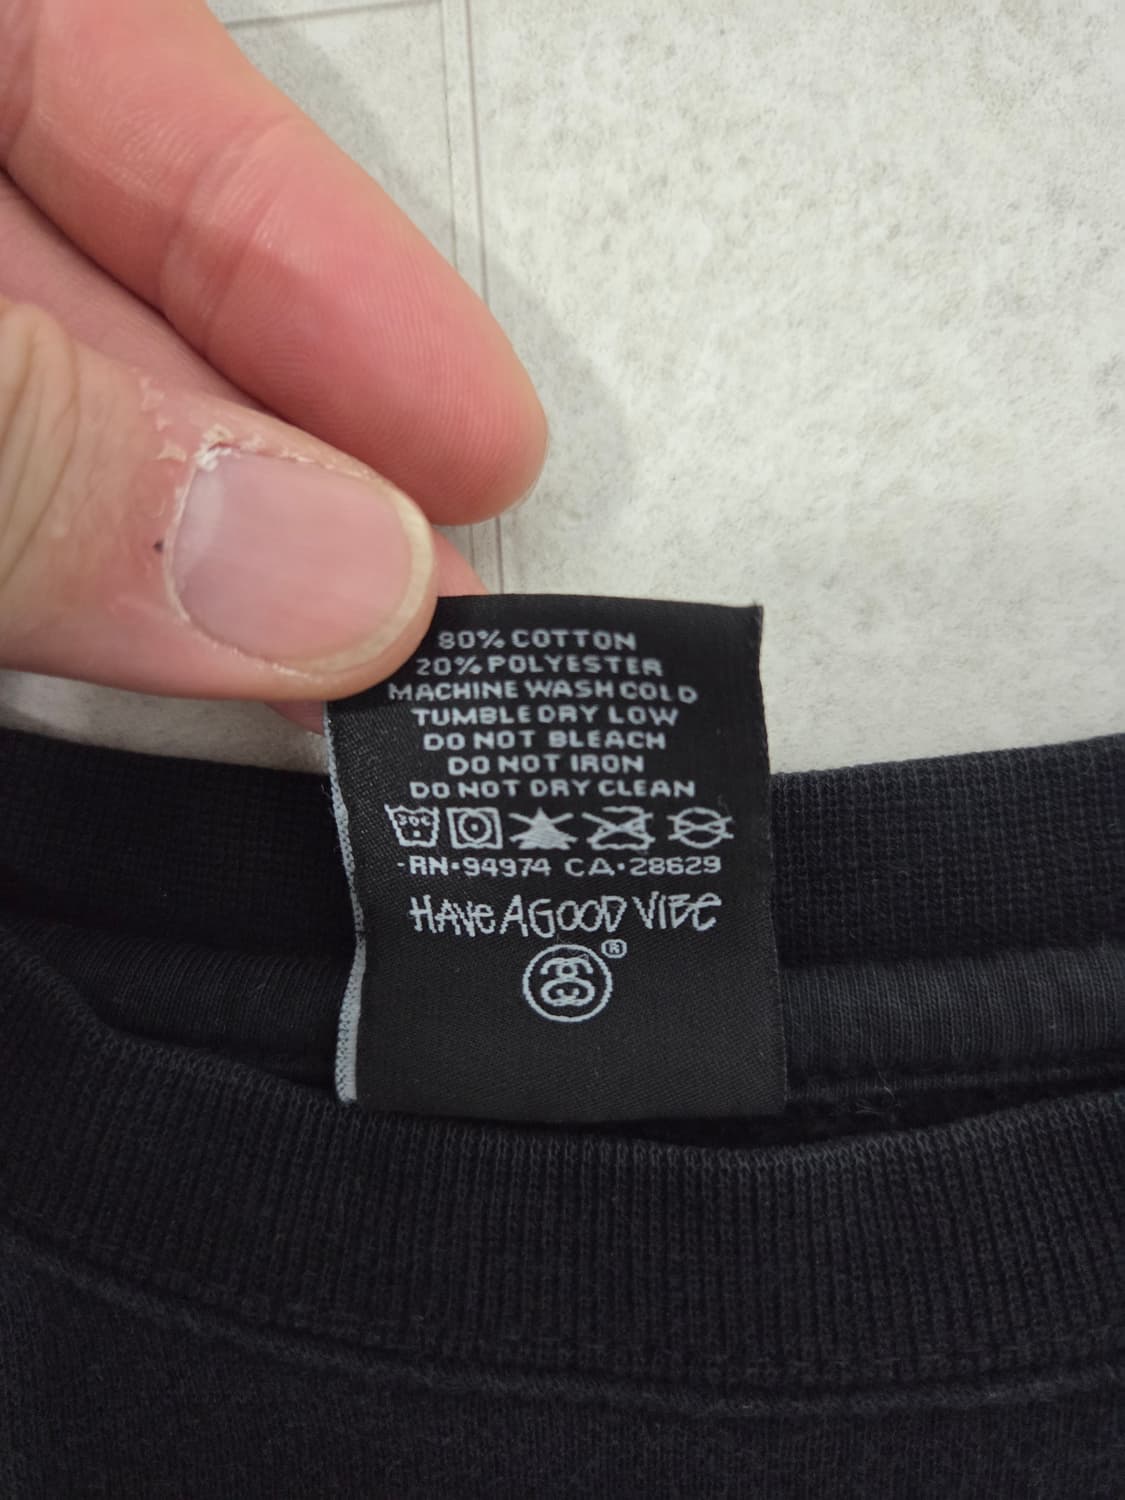 80% COTTON
20% POLYESTER
MACHINE WASH COLD
TUMBLE DRY LOW
DO NOT BLEACH
DO NOT IRON
DO NOT DRY CLEAN
30C
-RN•94974 CA•28629
HAVE A GOOD VIBE
®